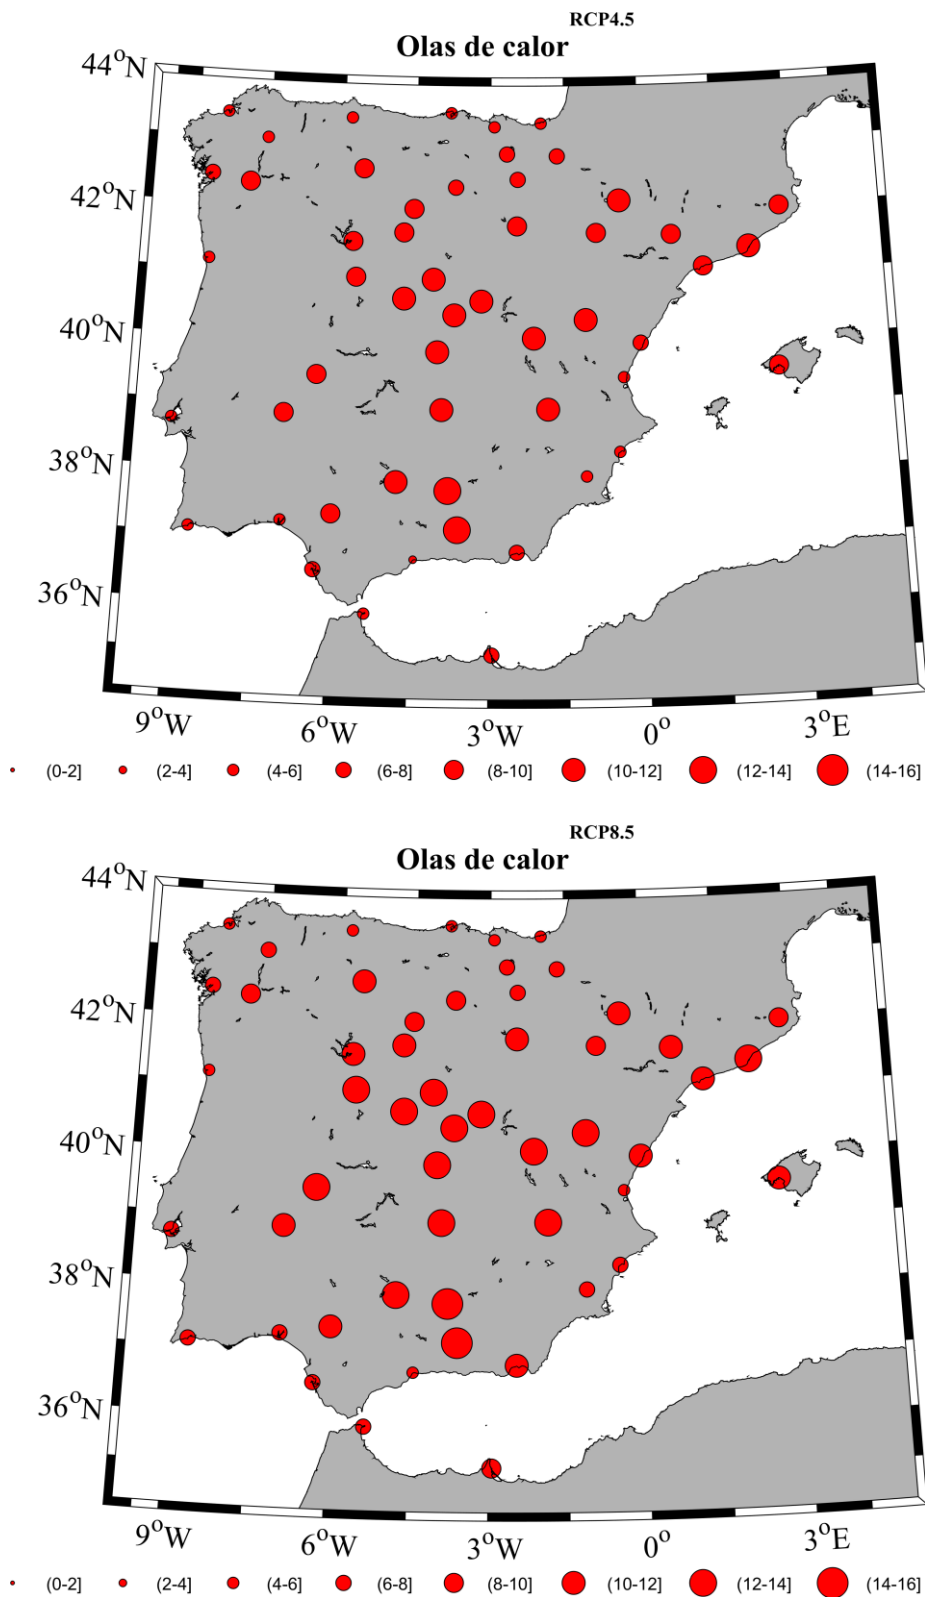 RCP4.5
Olas de calor
44°N
42°N
40°N
38°N
36°N
9°W 6°W 3°W 0° 3°E
(0-2] (2-4] (4-6] (6-8] (8-10] (10-12] (12-14] (14-16]
RCP8.5
Olas de calor
44°N
42°N
40°N
38°N
36°N
9°W 6°W 3°W 0° 3°E
(0-2] (2-4] (4-6] (6-8] (8-10] (10-12] (12-14] (14-16]